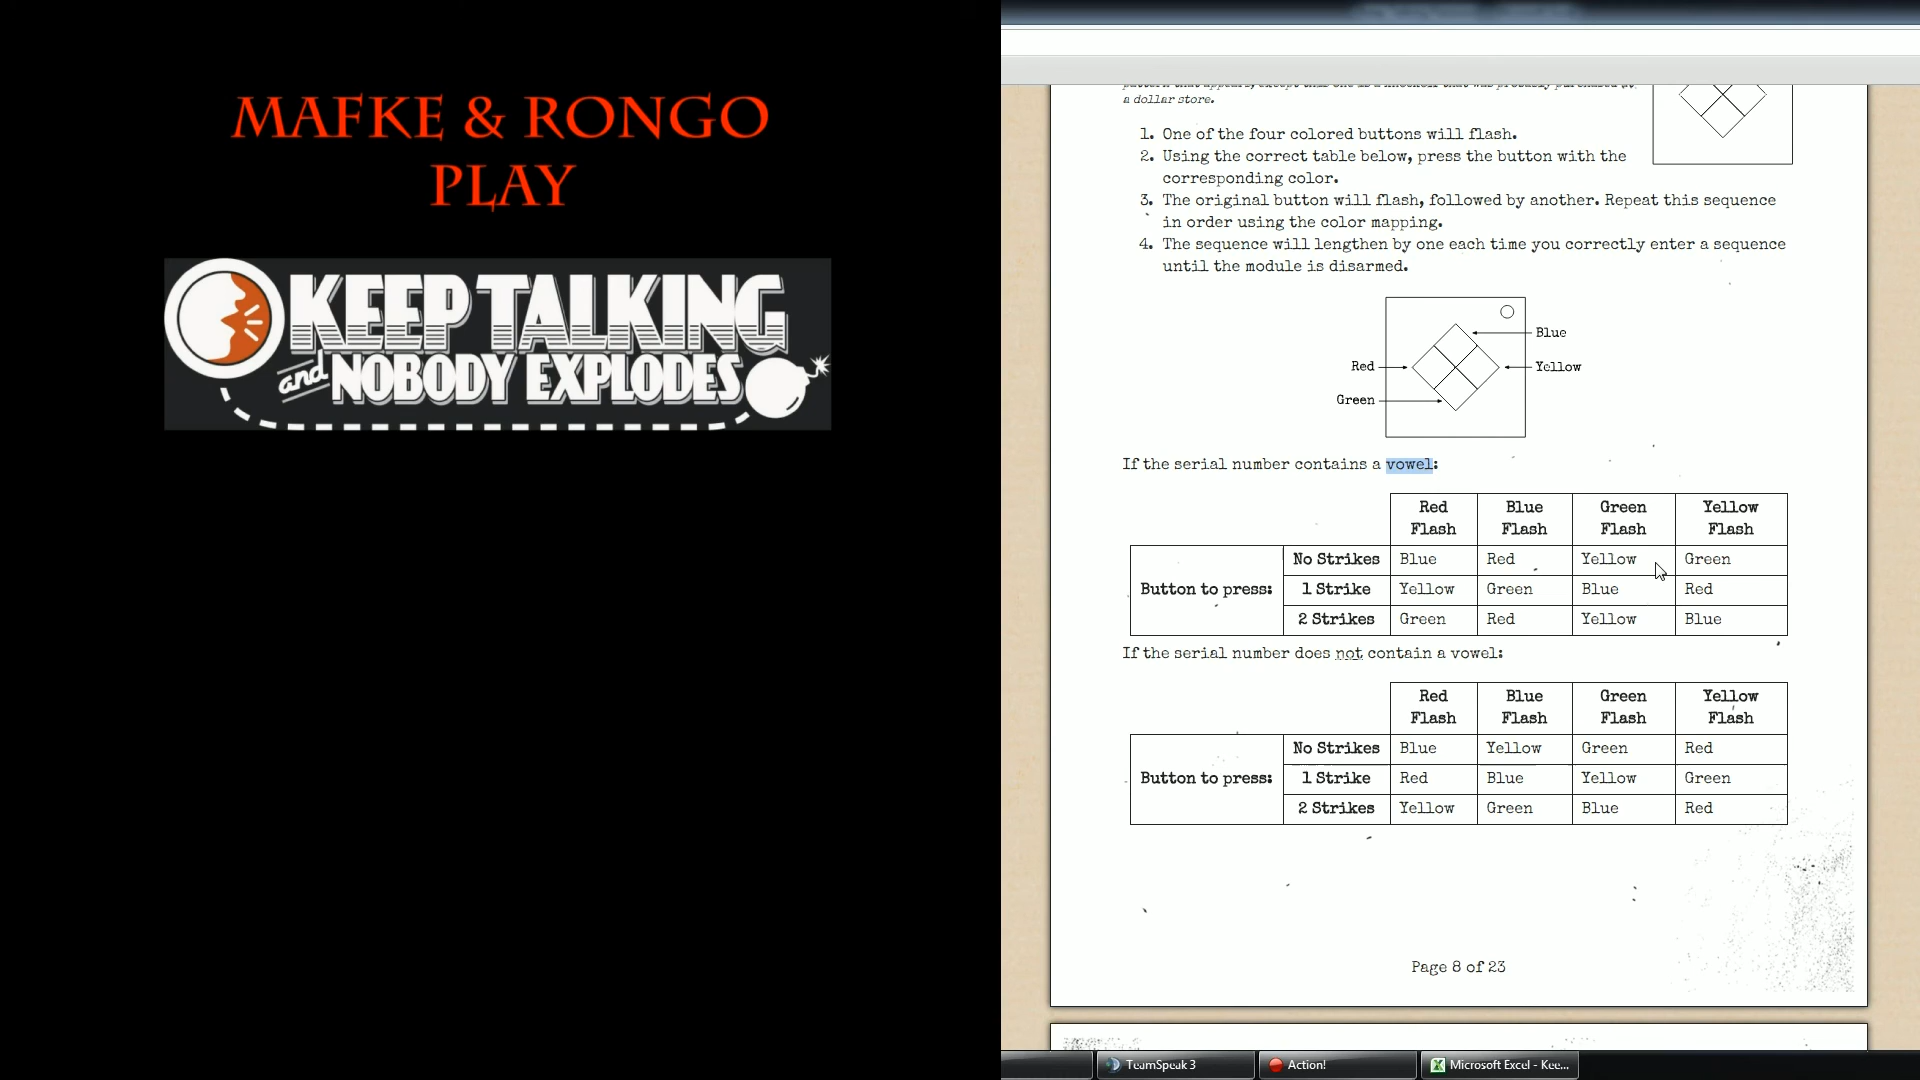 MAFKE & RONGO
PLAY
KEEP TALKING
and NOBODY EXPLODES
a dollar store.
1. One of the four colored buttons will flash.
2. Using the correct table below, press the button with the
corresponding color.
3. The original button will flash, followed by another. Repeat this sequence
in order using the color mapping.
4. The sequence will lengthen by one each time you correctly enter a sequence
until the module is disarmed.
Blue
Red
Yellow
Green
If the serial number contains a vowel:
Red Flash Blue Flash Green Flash Yellow Flash
Button to press:
No Strikes Blue Red Yellow Green
1 Strike Yellow Green Blue Red
2 Strikes Green Red Yellow Blue
If the serial number does not contain a vowel:
Red Flash Blue Flash Green Flash Yellow Flash
Button to press:
No Strikes Blue Yellow Green Red
1 Strike Red Blue Yellow Green
2 Strikes Yellow Green Blue Red
Page 8 of 23
TeamSpeak 3
Action!
Microsoft Excel - Kee...